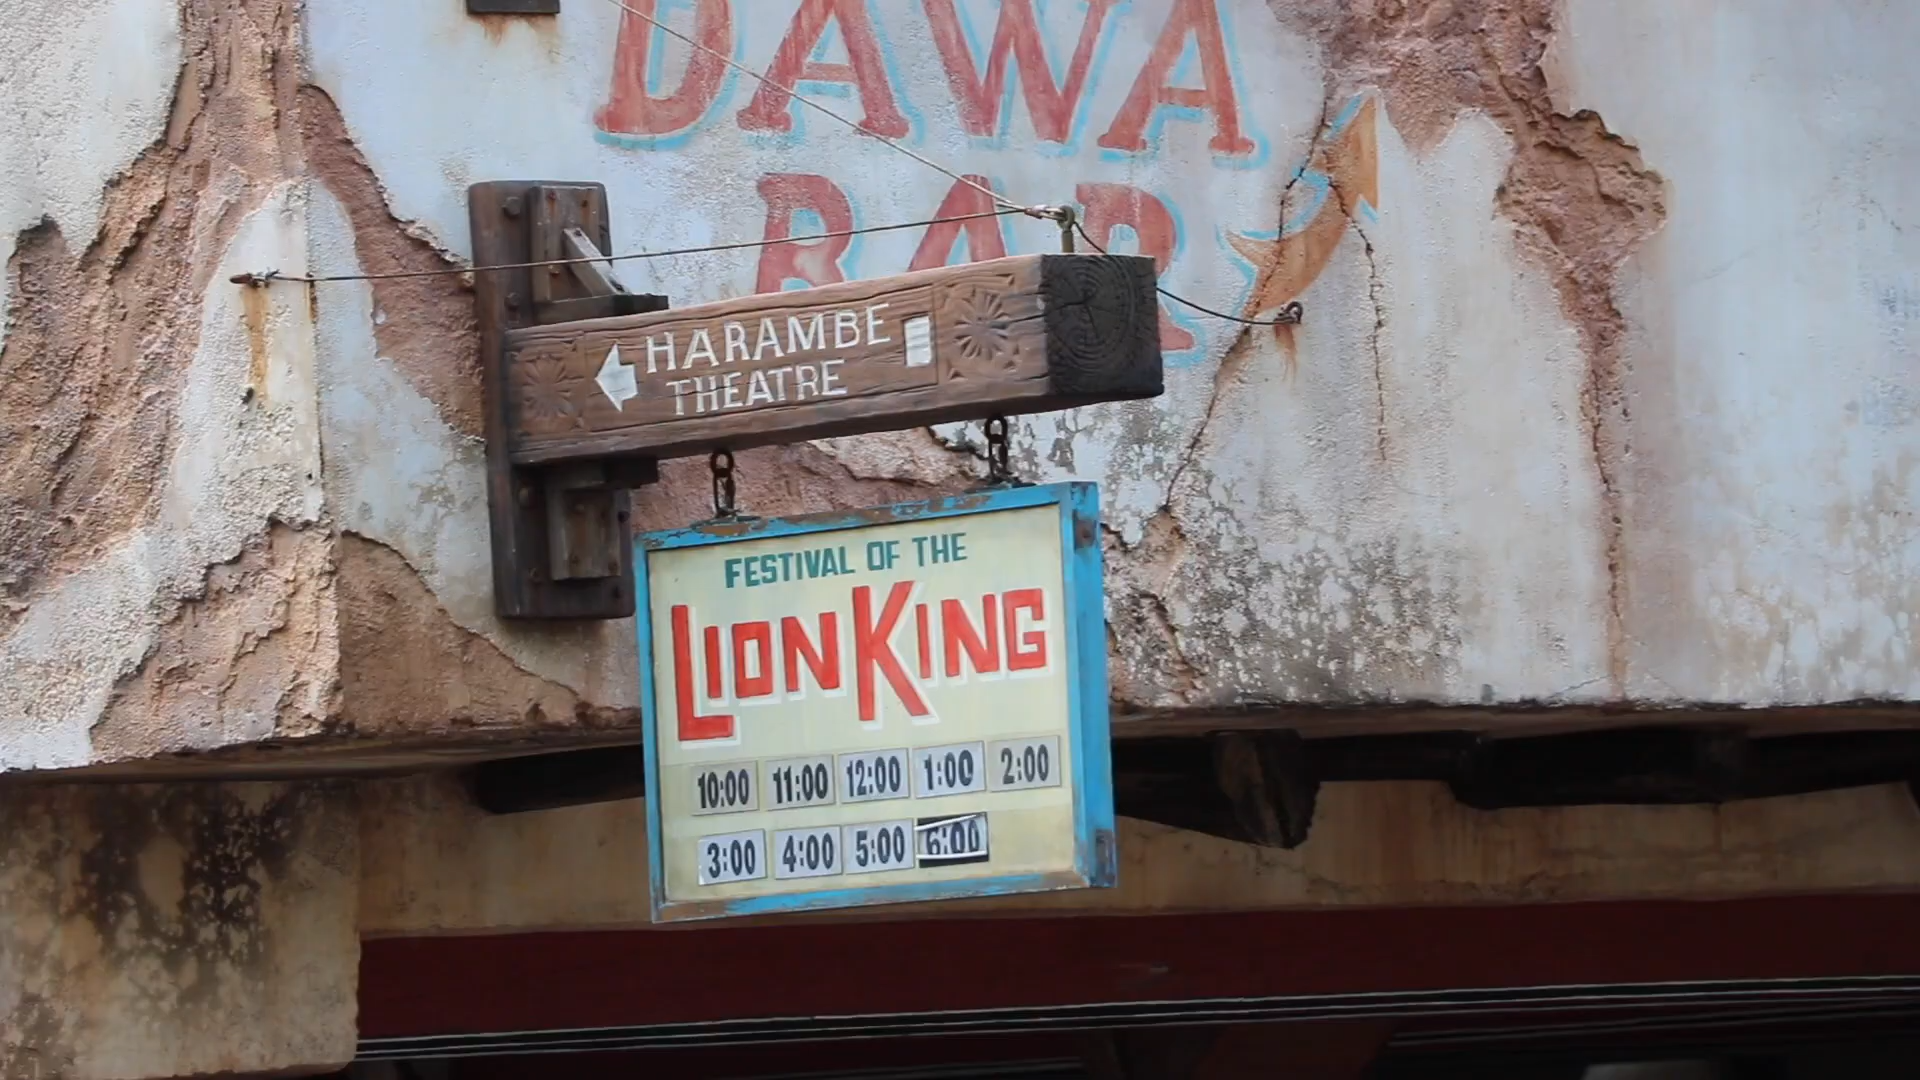 DAWA
BAR
HARAMBE
THEATRE
FESTIVAL OF THE
LION KING
10:00 11:00 12:00 1:00 2:00
3:00 4:00 5:00 6:00